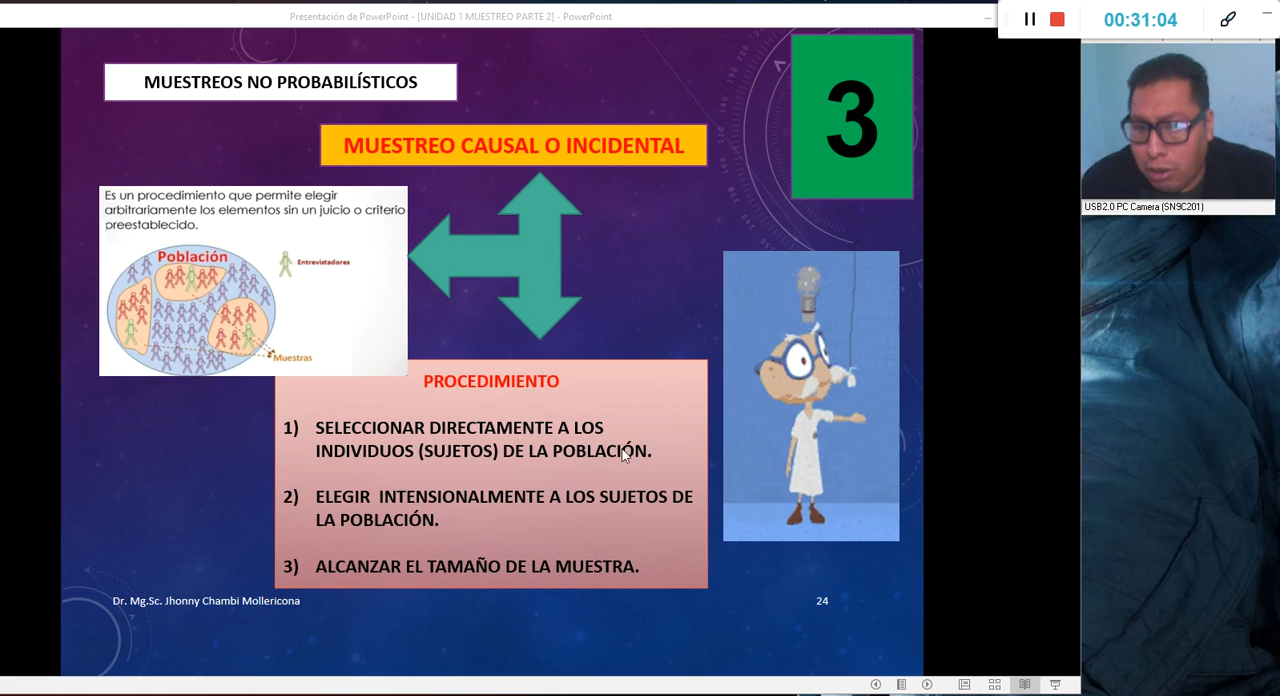 Presentación de PowerPoint - [UNIDAD 1 MUESTREO PARTE 2] - PowerPoint
00:31:04
MUESTREOS NO PROBABILÍSTICOS
3
MUESTREO CAUSAL O INCIDENTAL
Es un procedimiento que permite elegir
arbitrariamente los elementos sin un juicio o criterio
preestablecido.
Población
Entrevistadores
Muestras
USB2.0 PC Camera (SN9C201)
PROCEDIMIENTO
1) SELECCIONAR DIRECTAMENTE A LOS
INDIVIDUOS (SUJETOS) DE LA POBLACIÓN.
2) ELEGIR INTENSIONALMENTE A LOS SUJETOS DE
LA POBLACIÓN.
3) ALCANZAR EL TAMAÑO DE LA MUESTRA.
Dr. Mg.Sc. Jhonny Chambi Mollericona
24